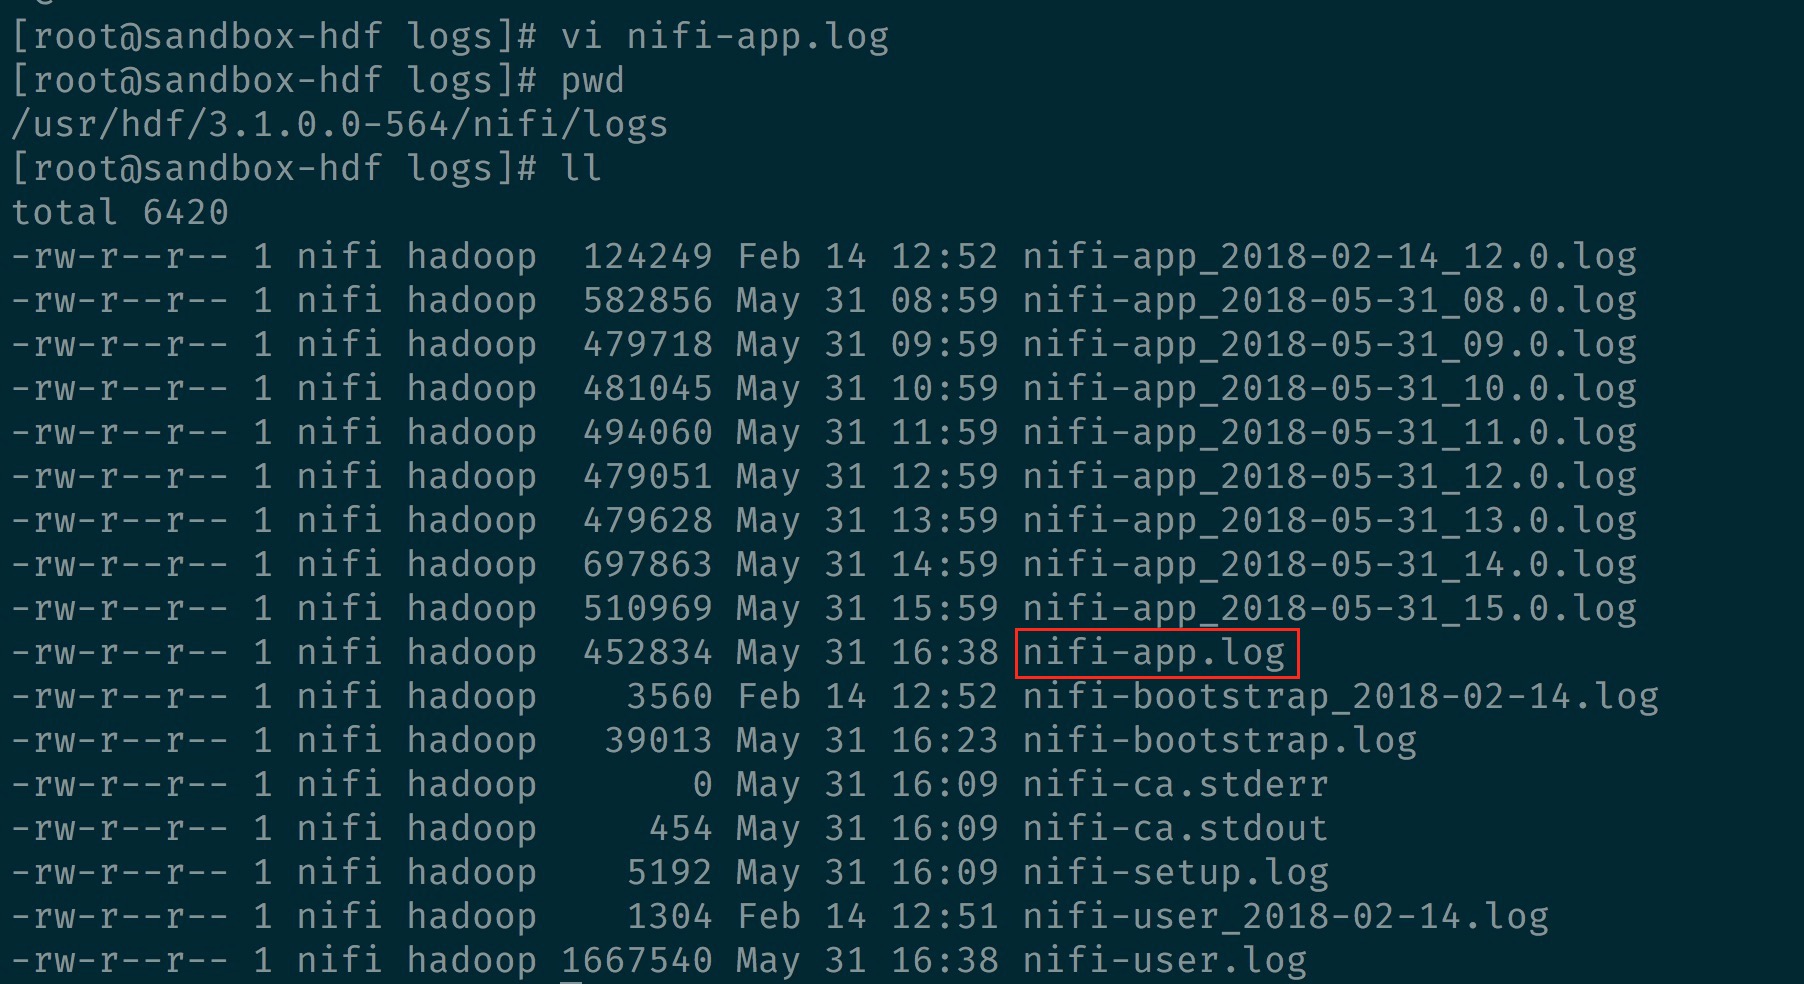 [root@sandbox-hdf logs]# vi nifi-app.log
[root@sandbox-hdf logs]# pwd
/usr/hdf/3.1.0.0-564/nifi/logs
[root@sandbox-hdf logs]# ll
total 6420
-rw-r--r-- 1 nifi hadoop  124249 Feb 14 12:52 nifi-app_2018-02-14_12.0.log
-rw-r--r-- 1 nifi hadoop  582856 May 31 08:59 nifi-app_2018-05-31_08.0.log
-rw-r--r-- 1 nifi hadoop  479718 May 31 09:59 nifi-app_2018-05-31_09.0.log
-rw-r--r-- 1 nifi hadoop  481045 May 31 10:59 nifi-app_2018-05-31_10.0.log
-rw-r--r-- 1 nifi hadoop  494060 May 31 11:59 nifi-app_2018-05-31_11.0.log
-rw-r--r-- 1 nifi hadoop  479051 May 31 12:59 nifi-app_2018-05-31_12.0.log
-rw-r--r-- 1 nifi hadoop  479628 May 31 13:59 nifi-app_2018-05-31_13.0.log
-rw-r--r-- 1 nifi hadoop  697863 May 31 14:59 nifi-app_2018-05-31_14.0.log
-rw-r--r-- 1 nifi hadoop  510969 May 31 15:59 nifi-app_2018-05-31_15.0.log
-rw-r--r-- 1 nifi hadoop  452834 May 31 16:38 nifi-app.log
-rw-r--r-- 1 nifi hadoop    3560 Feb 14 12:52 nifi-bootstrap_2018-02-14.log
-rw-r--r-- 1 nifi hadoop   39013 May 31 16:23 nifi-bootstrap.log
-rw-r--r-- 1 nifi hadoop       0 May 31 16:09 nifi-ca.stderr
-rw-r--r-- 1 nifi hadoop     454 May 31 16:09 nifi-ca.stdout
-rw-r--r-- 1 nifi hadoop    5192 May 31 16:09 nifi-setup.log
-rw-r--r-- 1 nifi hadoop    1304 Feb 14 12:51 nifi-user_2018-02-14.log
-rw-r--r-- 1 nifi hadoop 1667540 May 31 16:38 nifi-user.log